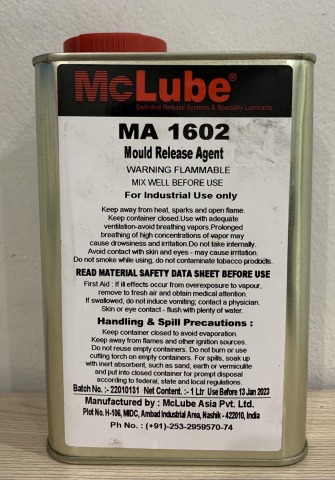 McLube®
Definitive Release Systems & Speciality Lubricants
MA 1602
Mould Release Agent
WARNING FLAMMABLE
MIX WELL BEFORE USE
For Industrial Use only
Keep away from heat, sparks and open flame.
Keep container closed.Use with adequate
ventilation-avoid breathing vapors.Prolonged
breathing of high concentrations of vapor may
cause drowsiness and irritation.Do not take internally.
Avoid contact with skin and eyes - may cause irritation.
Do not smoke while using, do not contaminate tobacco products.
READ MATERIAL SAFETY DATA SHEET BEFORE USE
First Aid : If ill effects occur from overexposure to vapour,
remove to fresh air and obtain medical attention.
If swallowed, do not induce vomiting; contact a physician.
Skin or eye contact - flush with plenty of water.
Handling & Spill Precautions :
Keep container closed to avoid evaporation.
Keep away from flames and other ignition sources.
Do not reuse empty containers. Do not burn or use
cutting torch on empty containers. For spills, soak up
with inert absorbent, such as sand, earth or vermiculite
and put into closed container for prompt disposal
according to federal, state and local regulations.
Batch No. :- 22010131 Net Content. :- 1 Ltr Use Before 13 Jan 2023
Manufactured by : McLube Asia Pvt. Ltd.
Plot No. H-106, MIDC, Ambad Industrial Area, Nashik - 422010, India
Ph No. : (+91)-253-2959570-74